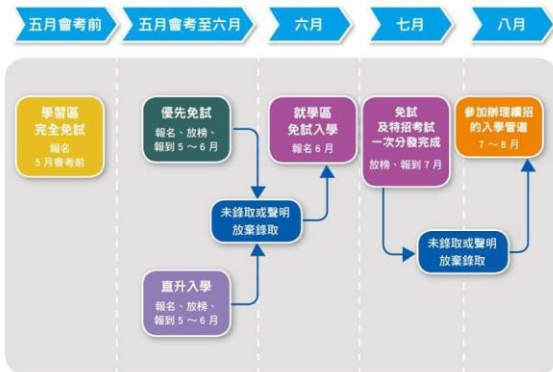 五月會考前
五月會考至六月
六月
七月
八月
學習區
完全免試
報名
5月會考前
優先免試
報名、放榜、
報到 5～6 月
就學區
免試入學
報名 6 月
免試
及特招考試
一次分發完成
放榜、報到 7 月
參加辦理續招
的入學管道
7～8 月
未錄取或聲明
放棄錄取
未錄取或聲明
放棄錄取
直升入學
報名、放榜、
報到 5～6 月